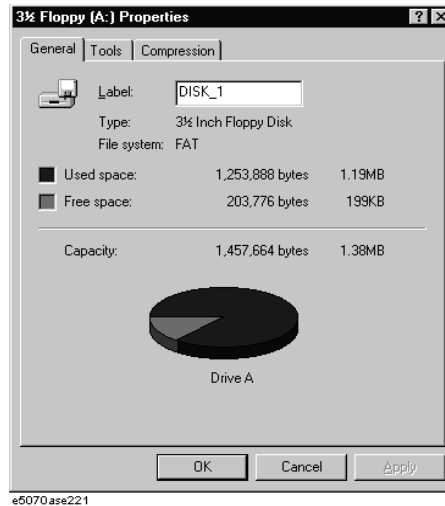 3½ Floppy (A:) Properties
General Tools Compression
Label: DISK_1
Type: 3½ Inch Floppy Disk
File system: FAT
Used space: 1,253,888 bytes 1.19MB
Free space: 203,776 bytes 199KB
Capacity: 1,457,664 bytes 1.38MB
Drive A
OK Cancel Apply
e5070ase221